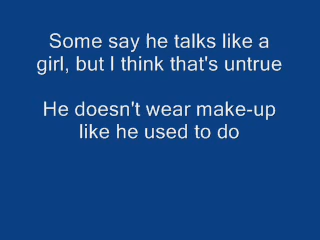 Some say he talks like a
girl, but I think that's untrue
He doesn't wear make-up
like he used to do